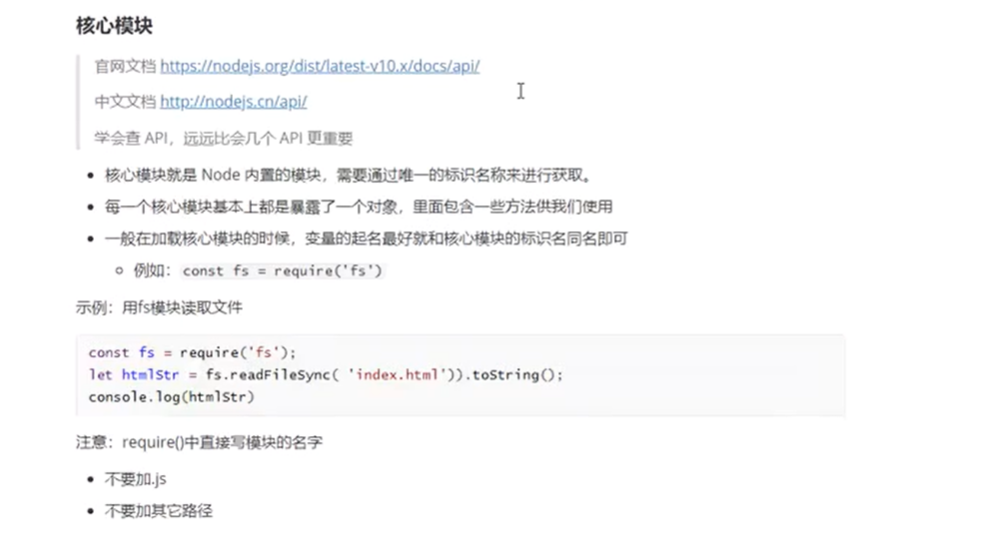 核心模块
官网文档 https://nodejs.org/dist/latest-v10.x/docs/api/
中文文档 http://nodejs.cn/api/
学会查 API，远远比会几个 API 更重要
核心模块就是 Node 内置的模块，需要通过唯一的标识名称来进行获取。
每一个核心模块基本上都是暴露了一个对象，里面包含一些方法供我们使用
一般在加载核心模块的时候，变量的起名最好就和核心模块的标识名同名即可
例如：const fs = require('fs')
示例：用fs模块读取文件
const fs = require('fs');
let htmlStr = fs.readFileSync( 'index.html')).toString();
console.log(htmlStr)
注意：require()中直接写模块的名字
不要加.js
不要加其它路径